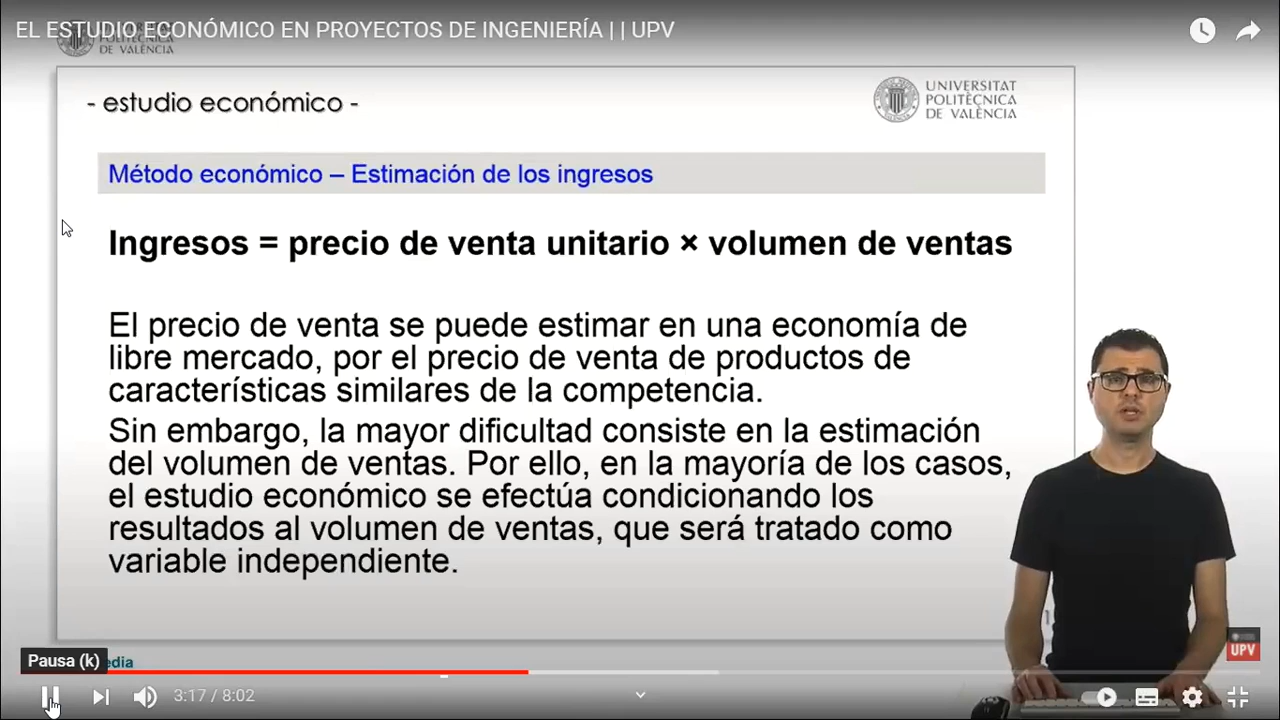 EL ESTUDIO ECONÓMICO EN PROYECTOS DE INGENIERÍA | | UPV
POLITÈCNICA
DE VALÈNCIA
- estudio económico -
UNIVERSITAT
POLITÈCNICA
DE VALÈNCIA
Método económico – Estimación de los ingresos
Ingresos = precio de venta unitario × volumen de ventas
El precio de venta se puede estimar en una economía de
libre mercado, por el precio de venta de productos de
características similares de la competencia.
Sin embargo, la mayor dificultad consiste en la estimación
del volumen de ventas. Por ello, en la mayoría de los casos,
el estudio económico se efectúa condicionando los
resultados al volumen de ventas, que será tratado como
variable independiente.
UPV
Pausa (k)
edia
3:17 / 8:02